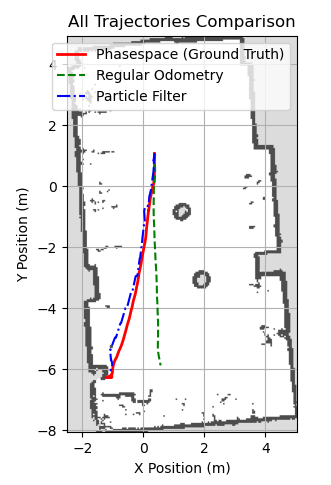 All Trajectories Comparison
Phasespace (Ground Truth)
Regular Odometry
Particle Filter
4
2
0
−2
−4
−6
−8
Y Position (m)
−2 0 2 4
X Position (m)